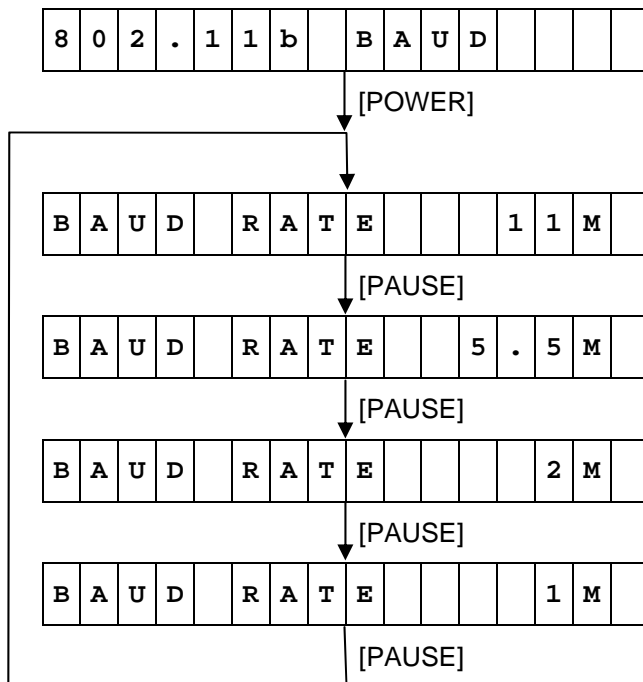 802.11b BAUD
[POWER]
BAUD RATE 11M
[PAUSE]
BAUD RATE 5.5M
[PAUSE]
BAUD RATE 2M
[PAUSE]
BAUD RATE 1M
[PAUSE]